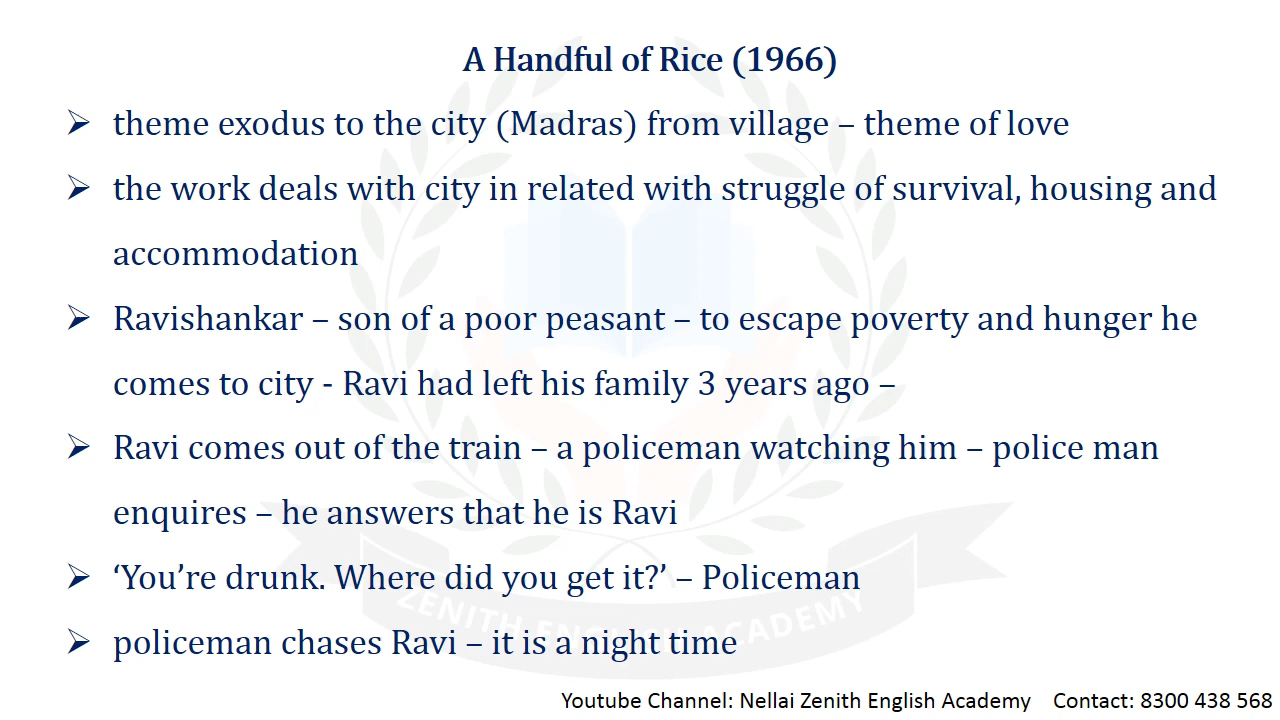 A Handful of Rice (1966)
➢ theme exodus to the city (Madras) from village – theme of love
➢ the work deals with city in related with struggle of survival, housing and
accommodation
➢ Ravishankar – son of a poor peasant – to escape poverty and hunger he
comes to city - Ravi had left his family 3 years ago –
➢ Ravi comes out of the train – a policeman watching him – police man
enquires – he answers that he is Ravi
➢ ‘You’re drunk. Where did you get it?’ – Policeman
➢ policeman chases Ravi – it is a night time
ZENITH ENGLISH ACADEMY
Youtube Channel: Nellai Zenith English Academy Contact: 8300 438 568